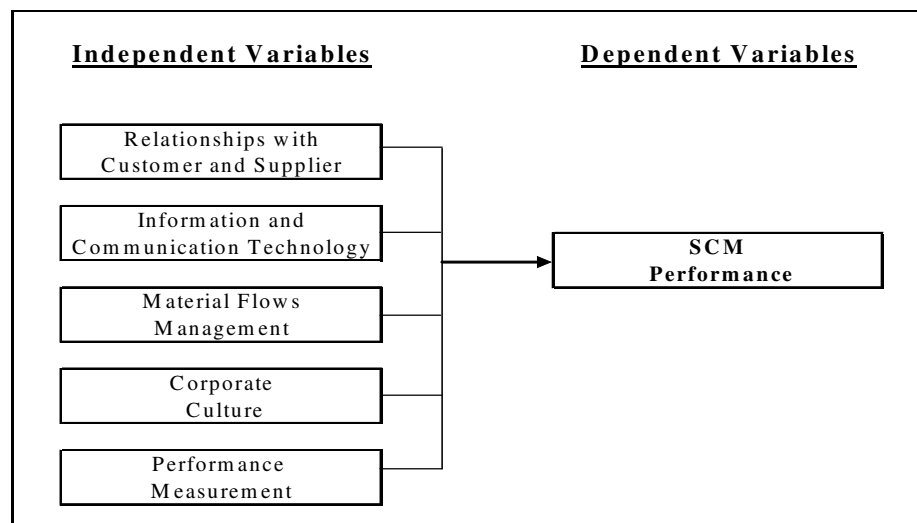 Independent Variables
Dependent Variables
Relationships with
Customer and Supplier
Information and
Communication Technology
Material Flows
Management
Corporate
Culture
Performance
Measurement
SCM
Performance